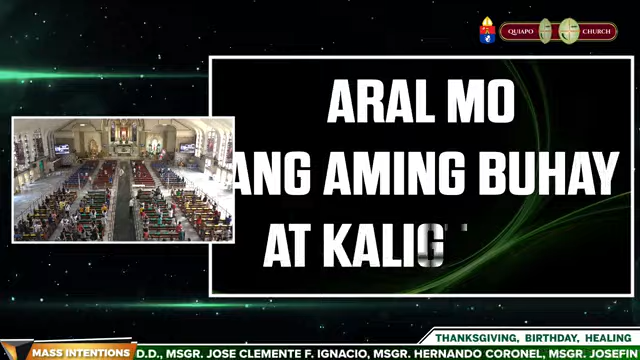 QUIAPO CHURCH
ARAL MO
ANG AMING BUHAY
AT KALIG
THANKSGIVING, BIRTHDAY, HEALING
MASS INTENTIONS D.D., MSGR. JOSE CLEMENTE F. IGNACIO, MSGR. HERNANDO CORONEL, MSGR. JOSEFIN